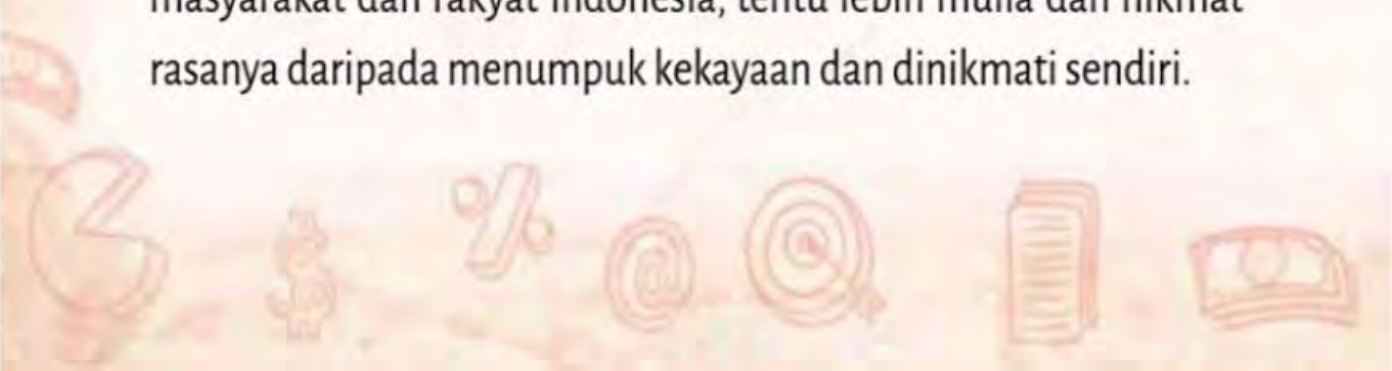 masyarakat dan rakyat Indonesia, tentu lebih mulia dan nikmat
rasanya daripada menumpuk kekayaan dan dinikmati sendiri.